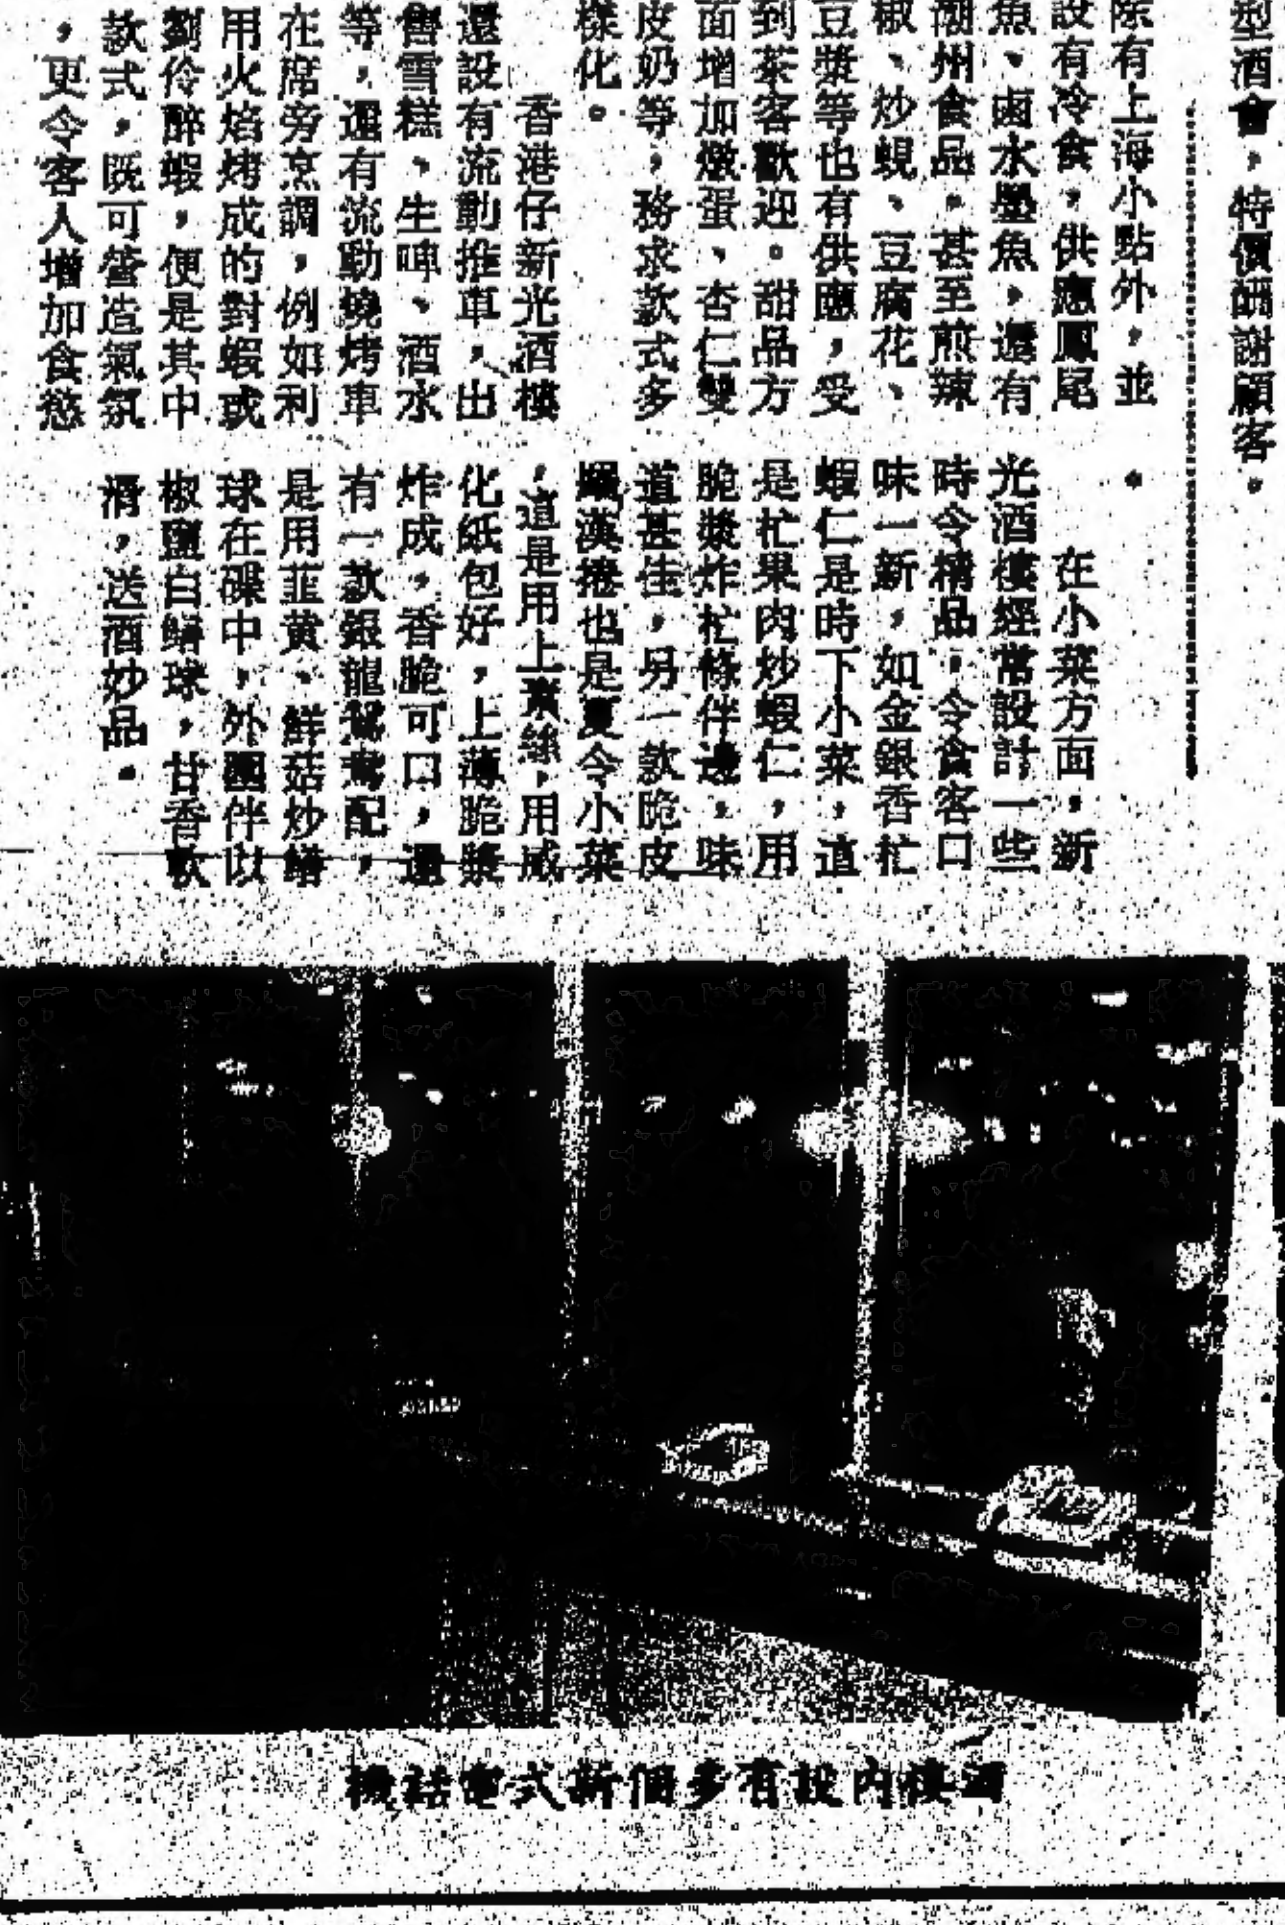 型酒會，特價酬謝顧客。
除有上海小點外，並
設有冷食，供應鳳尾
魚、鹵水墨魚，還有
潮州食品。甚至煎辣
椒、炒蜆、豆腐花、
豆漿等也有供應，受
到茶客歡迎。甜品方
面增加燉蛋、杏仁雙
皮奶等，務求款式多
樣化。
香港仔新光酒樓
還設有流動推車，出
售雪糕、生啤、酒水
等，還有流動燒烤車
在席旁烹調，例如利
用火焰烤成的對蝦或
劉伶醉蝦，便是其中
款式，既可營造氣氛
，更令客人增加食慾
。
在小菜方面，新
光酒樓經常設計一些
時令精品，令食客口
味一新，如金銀香杧
蝦仁是時下小菜，這
是杧果肉炒蝦仁，用
脆漿炸杧條伴邊，味
道甚佳，另一款脆皮
羅漢捲也是夏令小菜
，這是用上素絲，用威
化紙包好，上薄脆漿
炸成，香脆可口，還
有一款銀龍鴛鴦配，
是用韮黄、鮮菇炒鱔
球在碟中，外圍伴以
椒鹽白鱔球，甘香軟
滑，送酒妙品。
酒樓內設有多個新式電話機